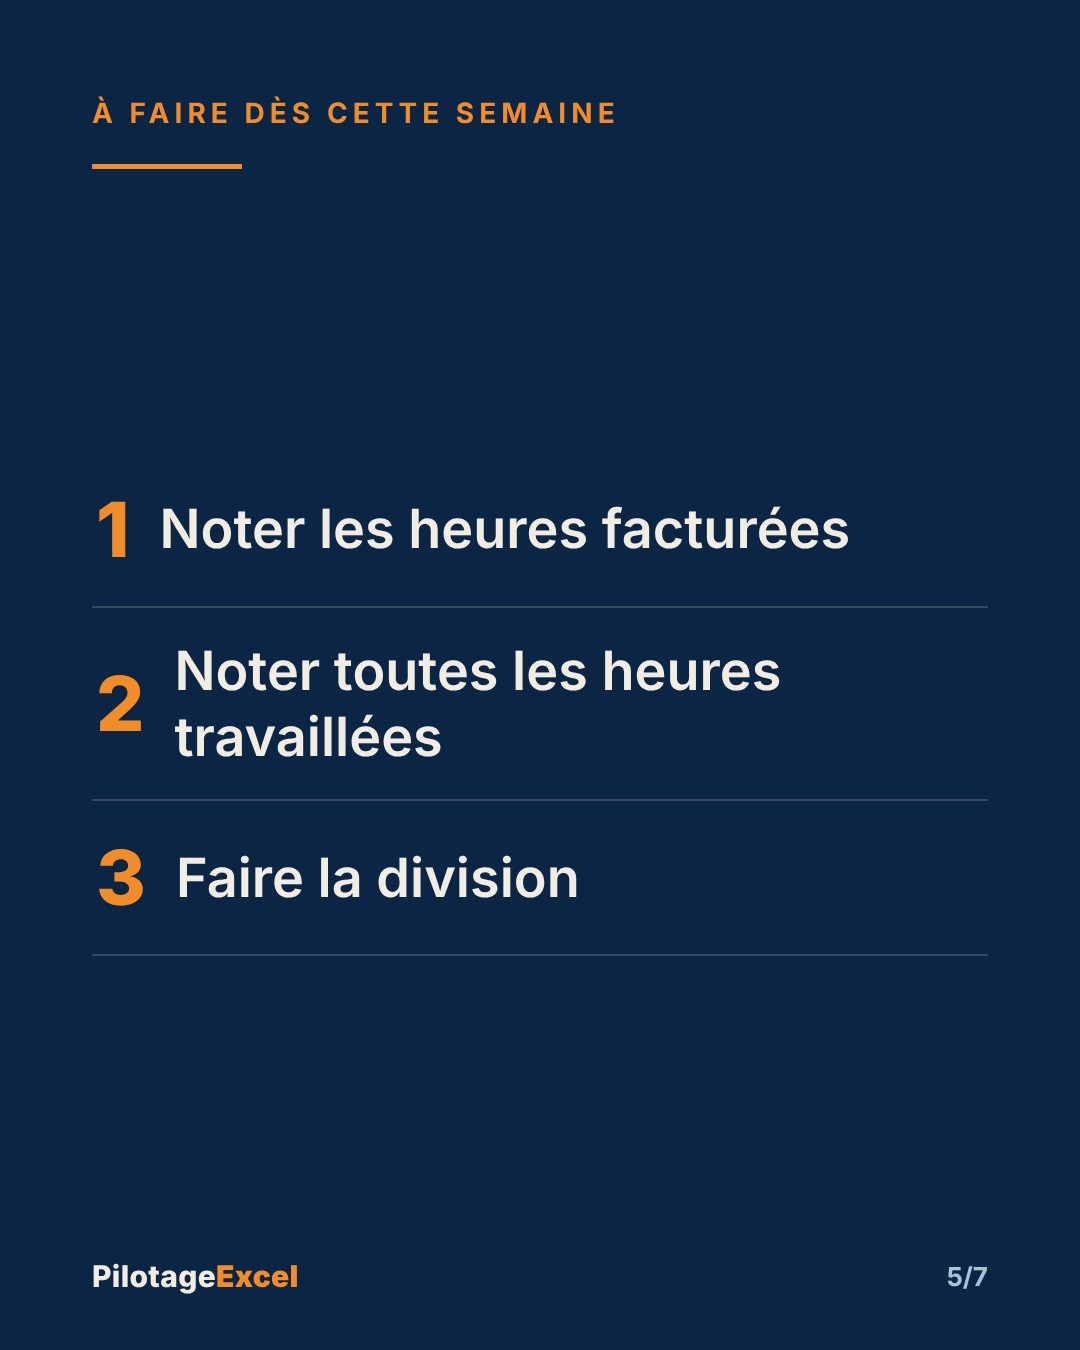 À FAIRE DÈS CETTE SEMAINE
1 Noter les heures facturées
2 Noter toutes les heures
travaillées
3 Faire la division
PilotageExcel
5/7